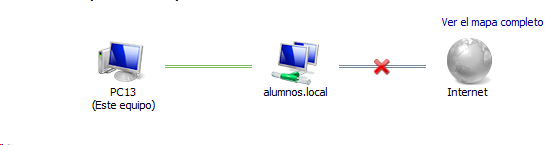 Ver el mapa completo
PC13
(Este equipo)
alumnos.local
Internet